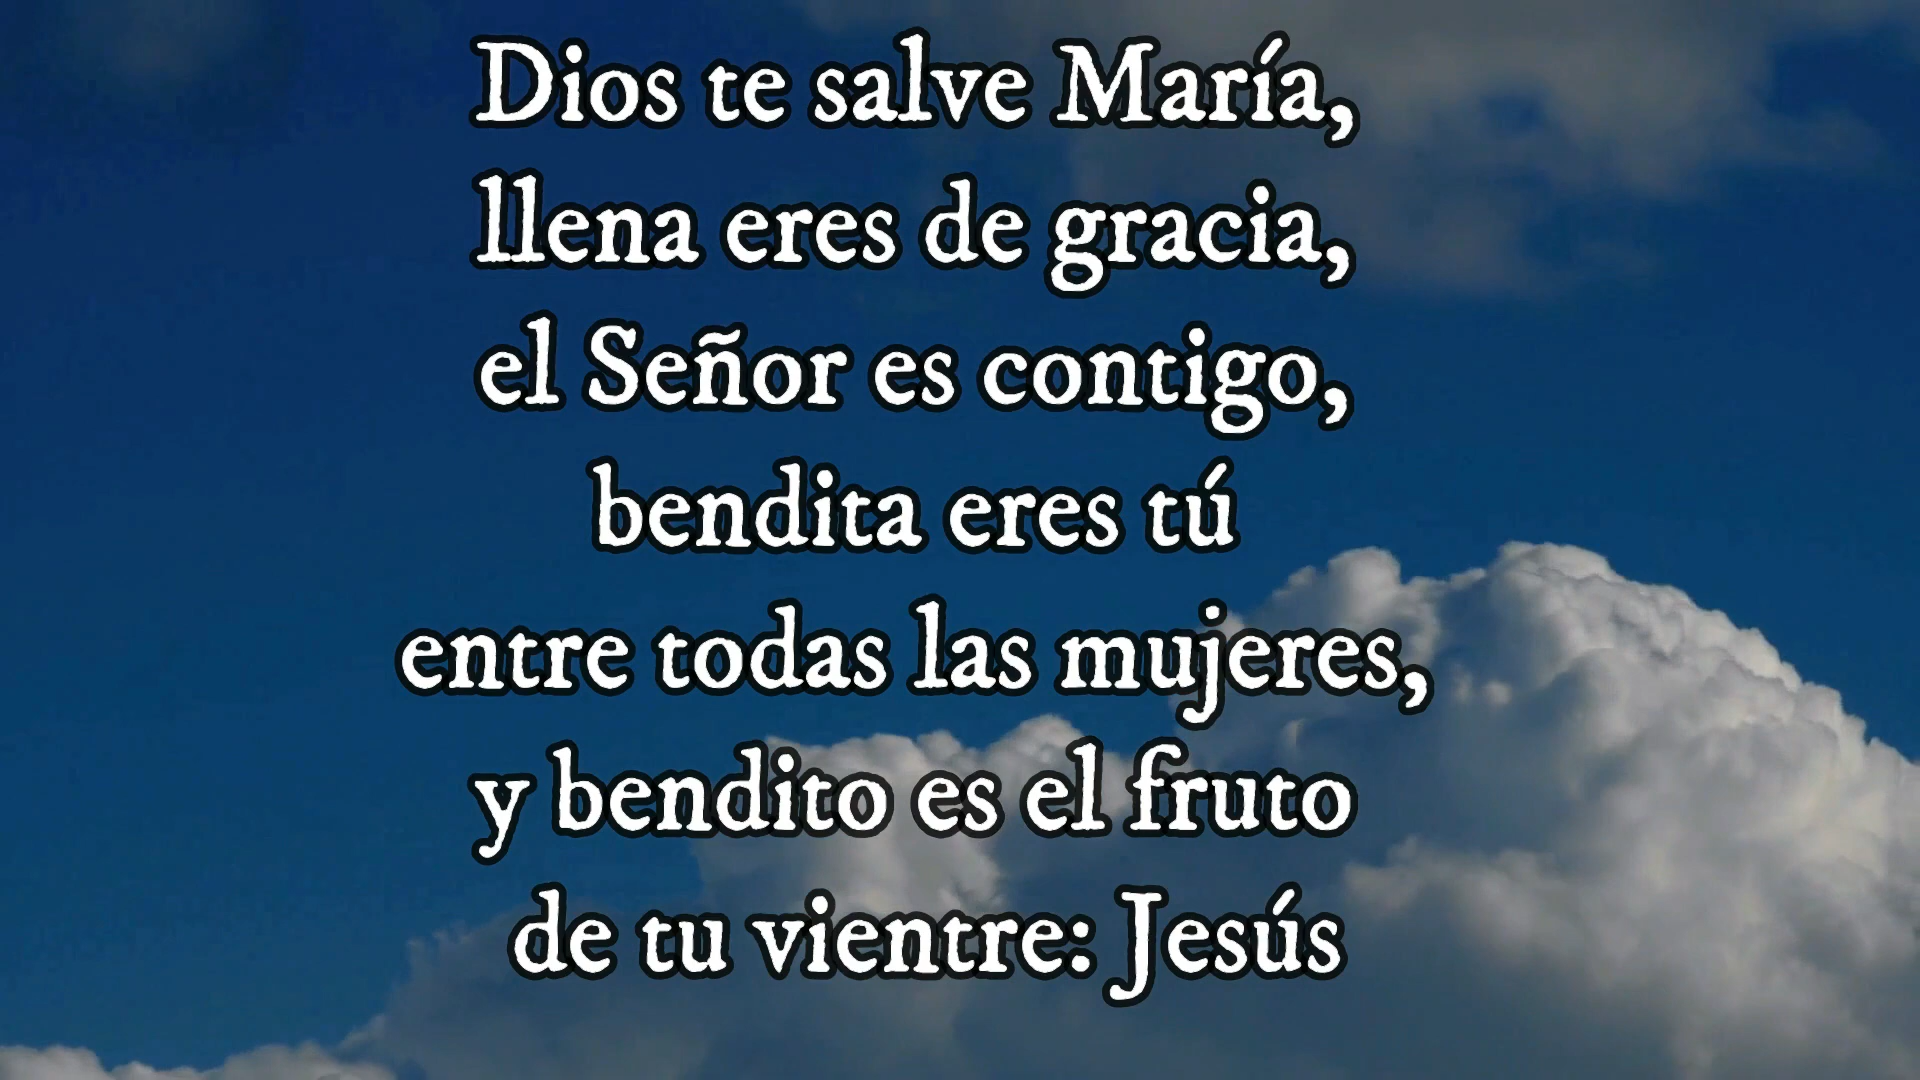 Dios te salve María,
llena eres de gracia,
el Señor es contigo,
bendita eres tú
entre todas las mujeres,
y bendito es el fruto
de tu vientre: Jesús